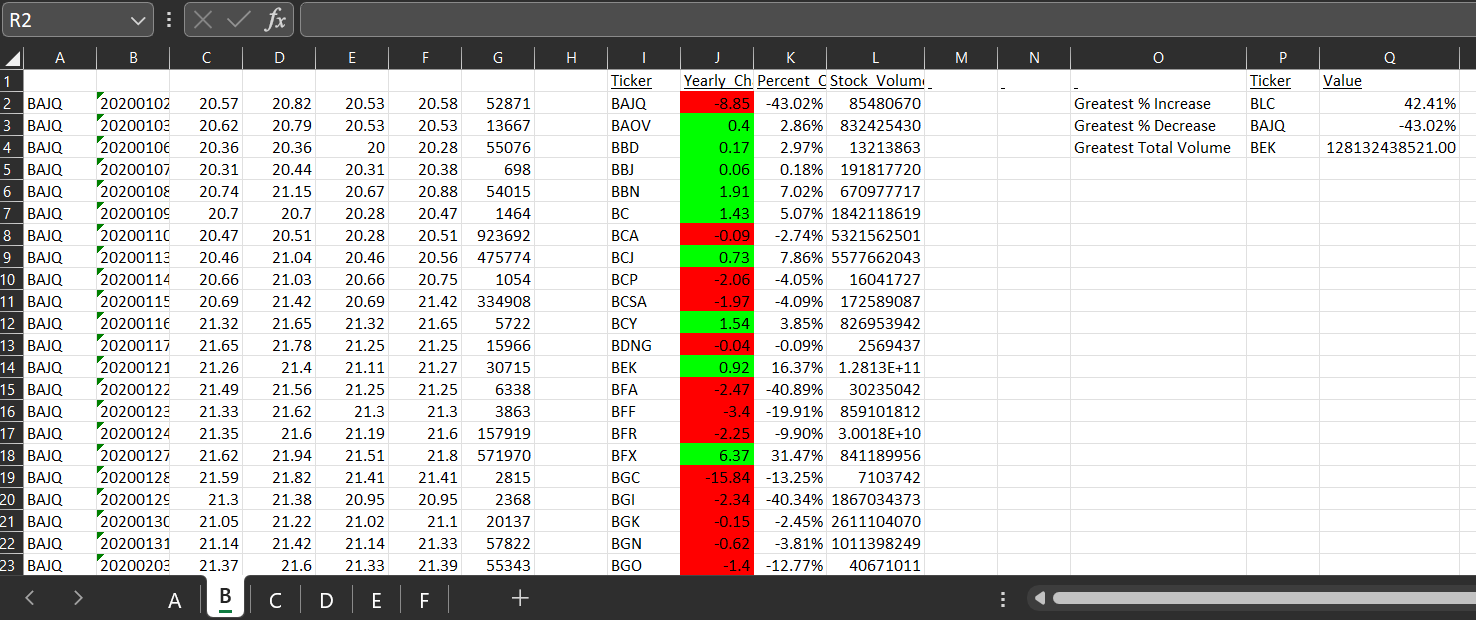 R2 fx
A B C D E F G H I J K L M N O P Q
1 Ticker Yearly_Ch Percent_C Stock_Volum _ _ _ Ticker Value
2 BAJQ 20200102 20.57 20.82 20.53 20.58 52871 BAJQ -8.85 -43.02% 85480670 Greatest % Increase BLC 42.41%
3 BAJQ 20200103 20.62 20.79 20.53 20.53 13667 BAOV 0.4 2.86% 832425430 Greatest % Decrease BAJQ -43.02%
4 BAJQ 20200106 20.36 20.36 20 20.28 55076 BBD 0.17 2.97% 13213863 Greatest Total Volume BEK 128132438521.00
5 BAJQ 20200107 20.31 20.44 20.31 20.38 698 BBJ 0.06 0.18% 191817720
6 BAJQ 20200108 20.74 21.15 20.67 20.88 54015 BBN 1.91 7.02% 670977717
7 BAJQ 20200109 20.7 20.7 20.28 20.47 1464 BC 1.43 5.07% 1842118619
8 BAJQ 20200110 20.47 20.51 20.28 20.51 923692 BCA -0.09 -2.74% 5321562501
9 BAJQ 20200113 20.46 21.04 20.46 20.56 475774 BCJ 0.73 7.86% 5577662043
10 BAJQ 20200114 20.66 21.03 20.66 20.75 1054 BCP -2.06 -4.05% 16041727
11 BAJQ 20200115 20.69 21.42 20.69 21.42 334908 BCSA -1.97 -4.09% 172589087
12 BAJQ 20200116 21.32 21.65 21.32 21.65 5722 BCY 1.54 3.85% 826953942
13 BAJQ 20200117 21.65 21.78 21.25 21.25 15966 BDNG -0.04 -0.09% 2569437
14 BAJQ 20200121 21.26 21.4 21.11 21.27 30715 BEK 0.92 16.37% 1.2813E+11
15 BAJQ 20200122 21.49 21.56 21.25 21.25 6338 BFA -2.47 -40.89% 30235042
16 BAJQ 20200123 21.33 21.62 21.3 21.3 3863 BFF -3.4 -19.91% 859101812
17 BAJQ 20200124 21.35 21.6 21.19 21.6 157919 BFR -2.25 -9.90% 3.0018E+10
18 BAJQ 20200127 21.62 21.94 21.51 21.8 571970 BFX 6.37 31.47% 841189956
19 BAJQ 20200128 21.59 21.82 21.41 21.41 2815 BGC -15.84 -13.25% 7103742
20 BAJQ 20200129 21.3 21.38 20.95 20.95 2368 BGI -2.34 -40.34% 1867034373
21 BAJQ 20200130 21.05 21.22 21.02 21.1 20137 BGK -0.15 -2.45% 2611104070
22 BAJQ 20200131 21.14 21.42 21.14 21.33 57822 BGN -0.62 -3.81% 1011398249
23 BAJQ 20200203 21.37 21.6 21.33 21.39 55343 BGO -1.4 -12.77% 40671011
A B C D E F